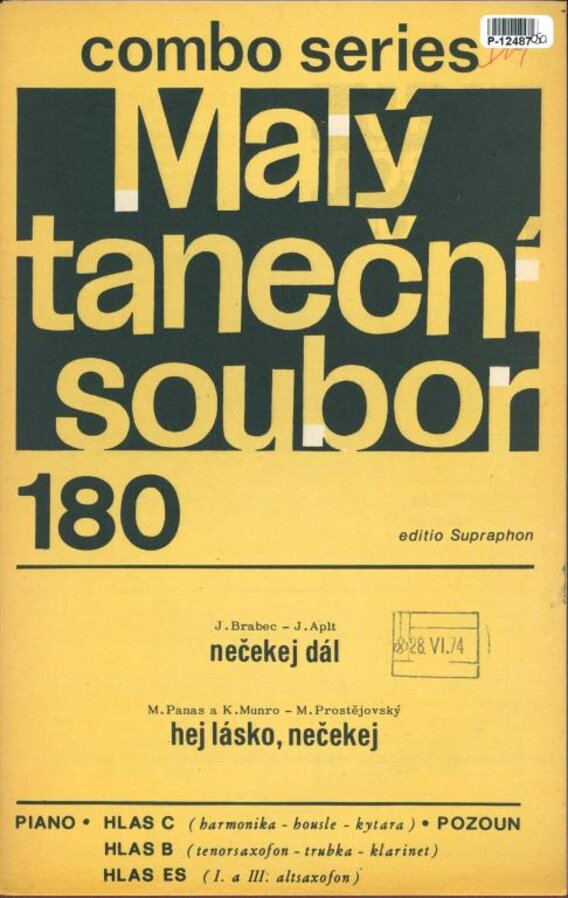 combo series
P-12487
Malý
taneční
soubor
180
editio Supraphon
J.Brabec - J.Aplt
nečekej dál
28. VI. 74
M.Panas a K.Munro - M.Prostějovský
hej lásko, nečekej
PIANO • HLAS C (harmonika - housle - kytara) • POZOUN
HLAS B (tenorsaxofon - trubka - klarinet)
HLAS ES (I. a III. altsaxofon)